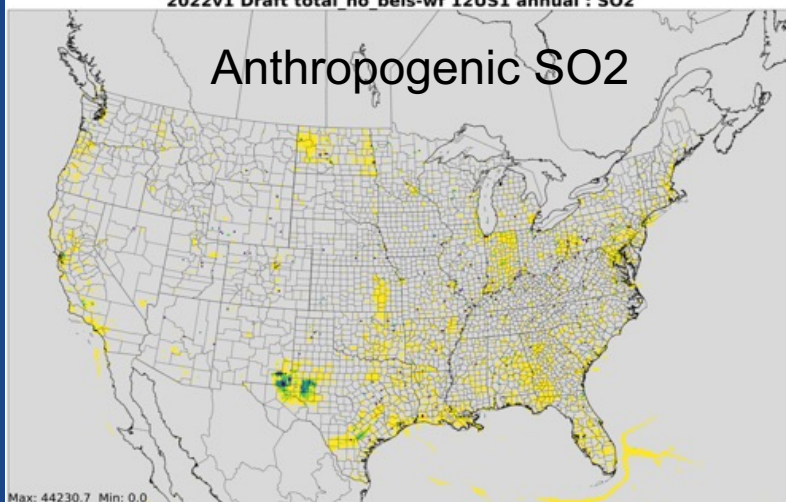 2022v1 Draft total_no_beis-wf 12US1 annual : SO2
Anthropogenic SO2
Max: 44230.7 Min: 0.0